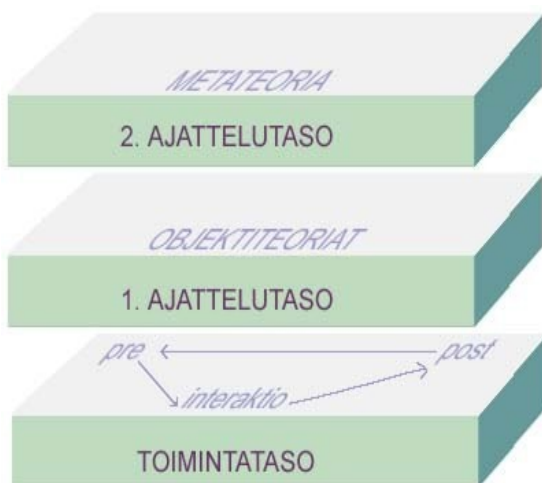 METATEORIA
2. AJATTELUTASO
OBJEKTITEORIAT
1. AJATTELUTASO
pre post
interaktio
TOIMINTATASO